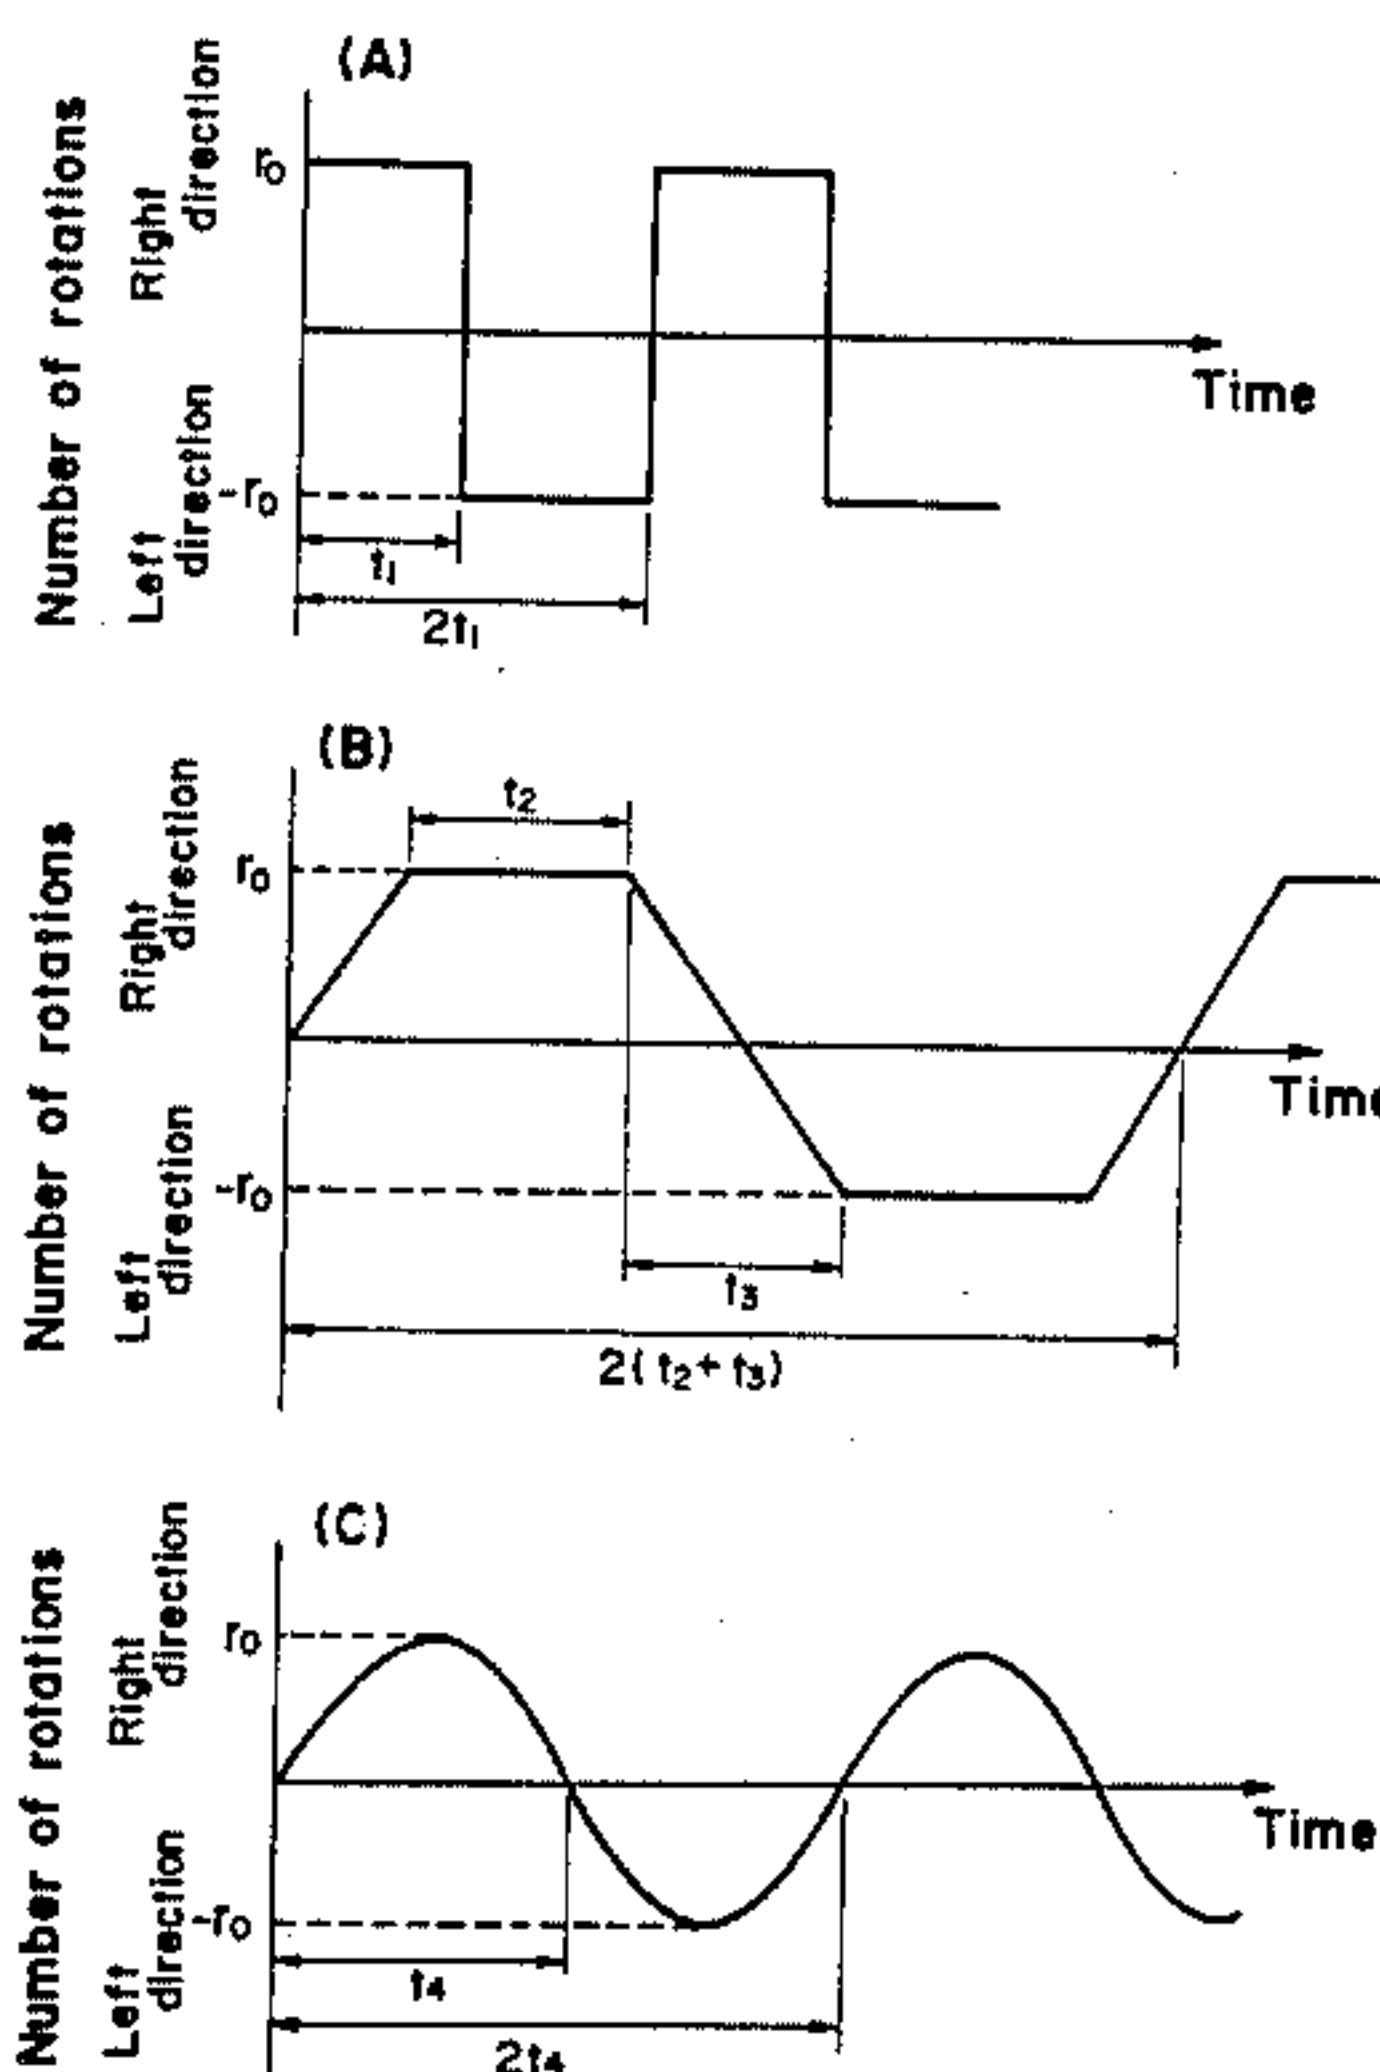 (A)
Number of rotations
Right direction
Left direction
r₀
-r₀
Time
t₁
2t₁
(B)
Number of rotations
Right direction
Left direction
t₂
r₀
-r₀
Time
t₃
2(t₂+t₃)
(C)
Number of rotations
Right direction
Left direction
r₀
-r₀
Time
t₄
2t₄